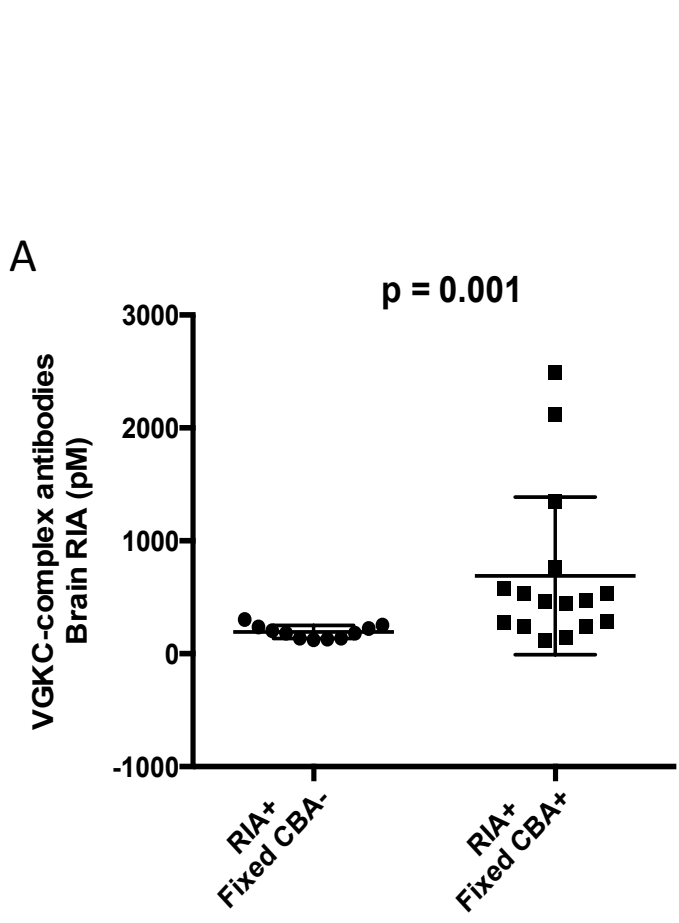 A
p = 0.001
3000
2000
1000
0
-1000
VGKC-complex antibodies
Brain RIA (pM)
RIA+
Fixed CBA-
RIA+
Fixed CBA+